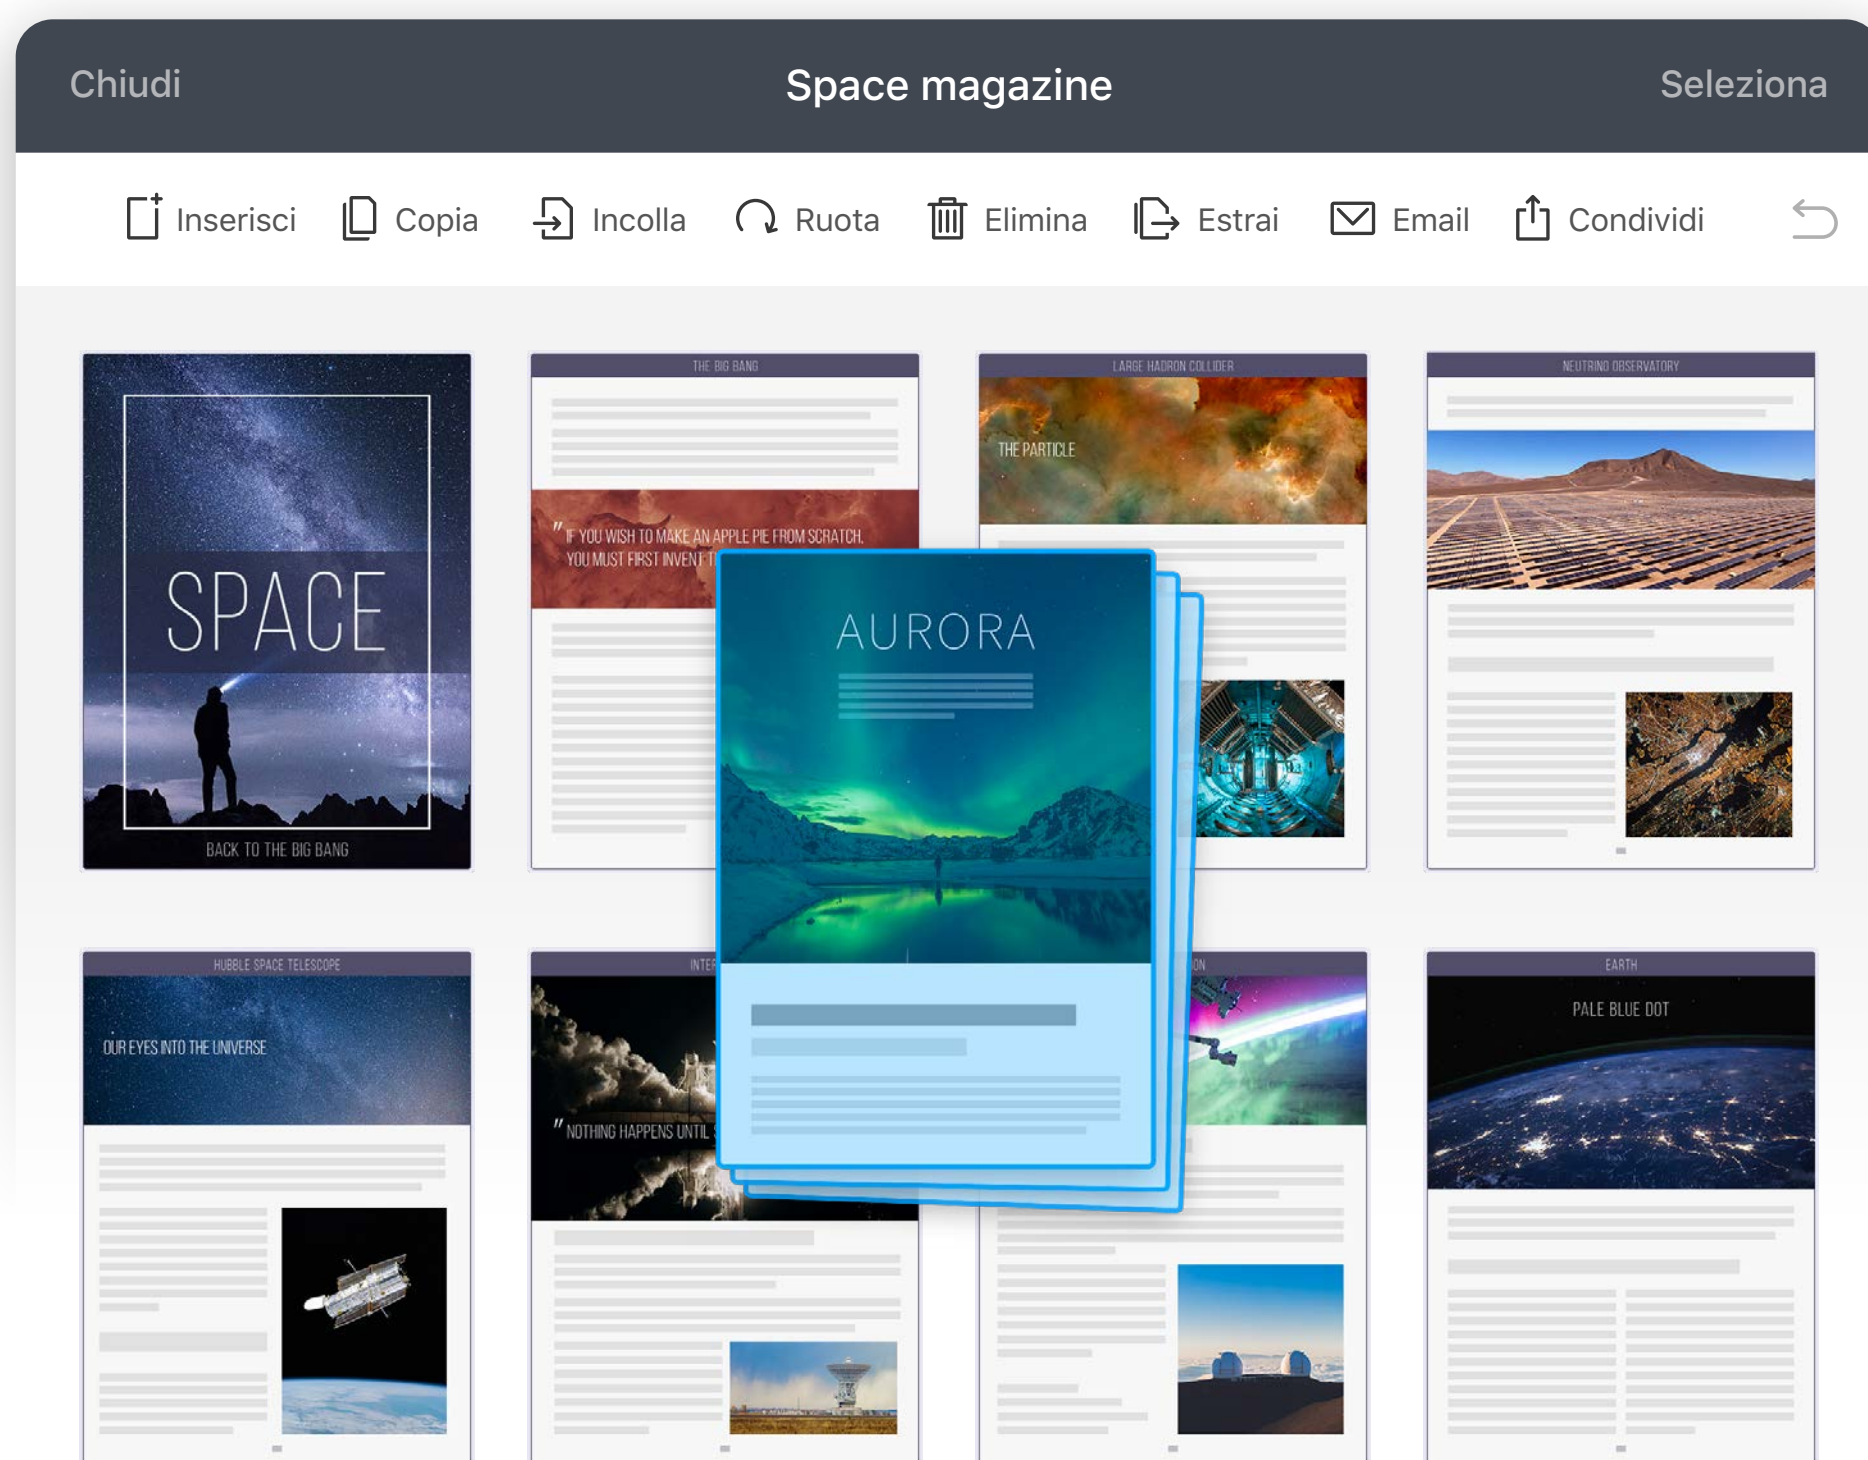 Chiudi
Space magazine
Seleziona
Inserisci
Copia
Incolla
Ruota
Elimina
Estrai
Email
Condividi
SPACE
BACK TO THE BIG BANG
THE BIG BANG
" IF YOU WISH TO MAKE AN APPLE PIE FROM SCRATCH,
YOU MUST FIRST INVENT
LARGE HADRON COLLIDER
THE PARTICLE
NEUTRINO OBSERVATORY
AURORA
HUBBLE SPACE TELESCOPE
OUR EYES INTO THE UNIVERSE
" NOTHING HAPPENS UNTIL
EARTH
PALE BLUE DOT